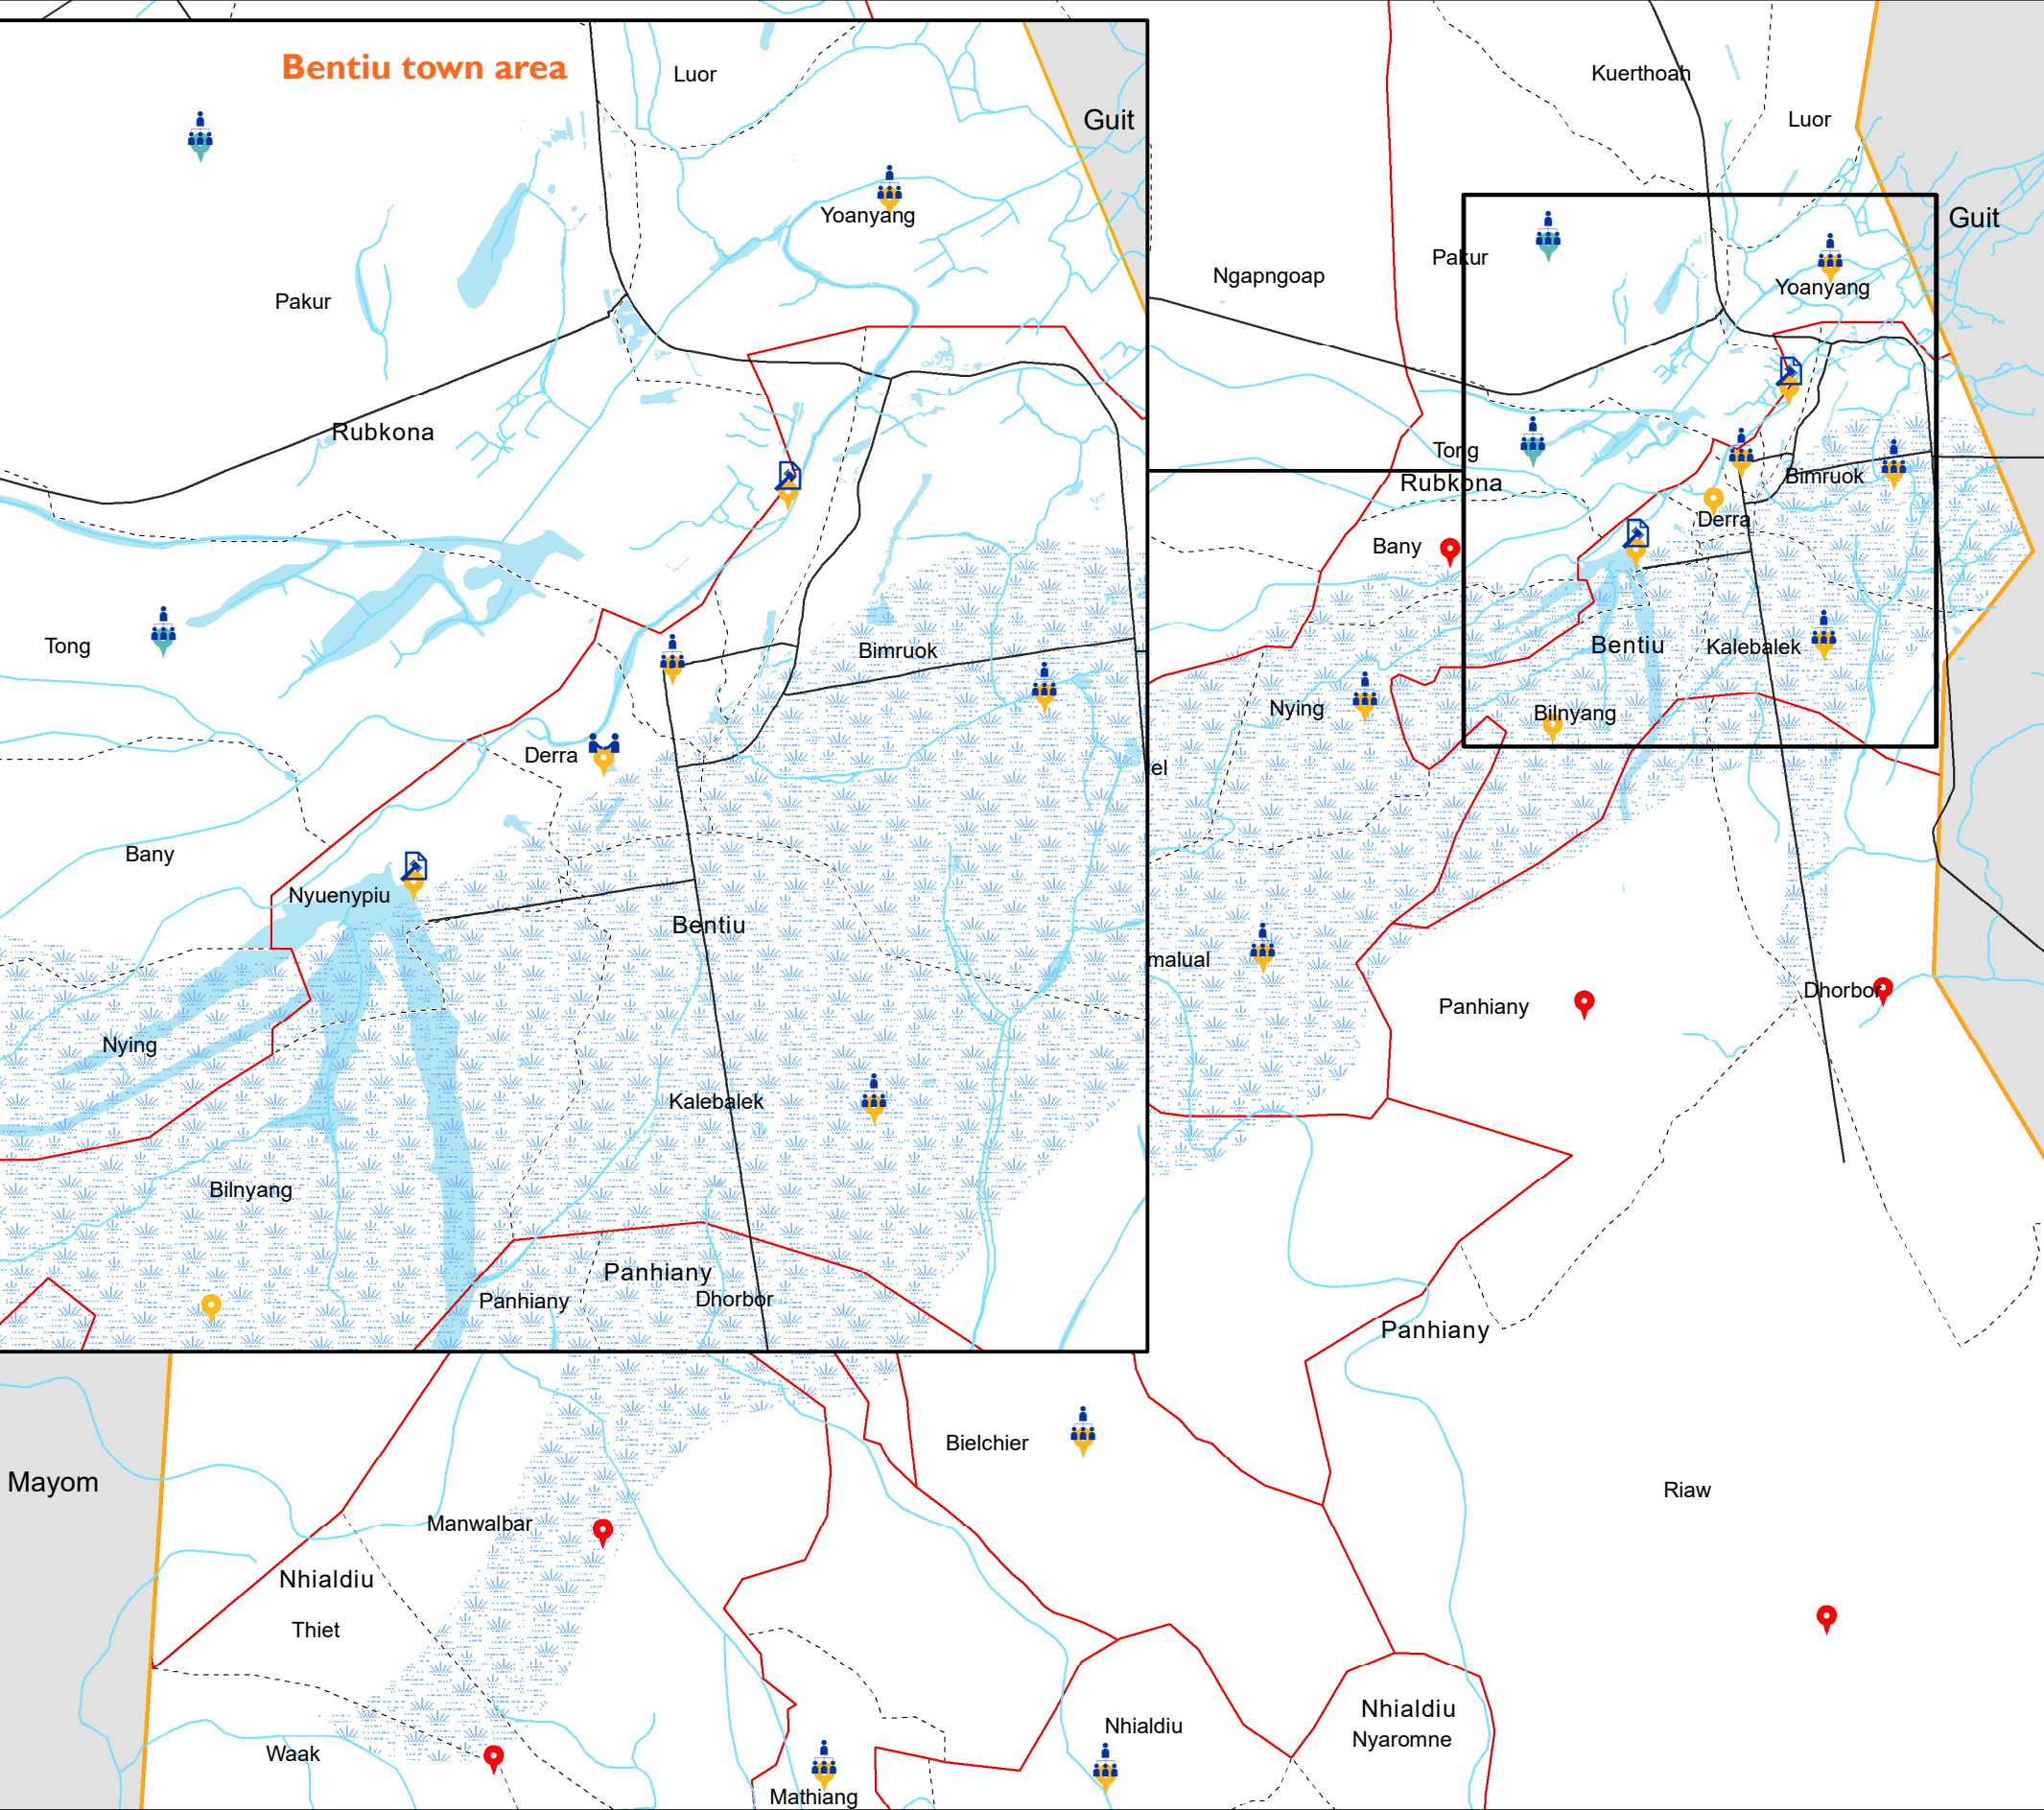 Bentiu town area
Luor
Guit
Yoanyang
Pakur
Rubkona
Tong
Bimruok
Derra
Bany
Nyuenypiu
Bentiu
Nying
Kalebalek
Bilnyang
Panhiany
Panhiany
Dhorbor
Kuerthoah
Luor
Guit
Pakur
Ngapngoap
Yoanyang
Tong
Rubkona
Bimruok
Derra
Bany
Bentiu
Kalebalek
Nying
Bilnyang
el
malual
Panhiany
Dhorbor
Panhiany
Bielchier
Mayom
Riaw
Manwalbar
Nhialdiu
Thiet
Nhialdiu
Nhialdiu
Nyaromne
Waak
Mathiang